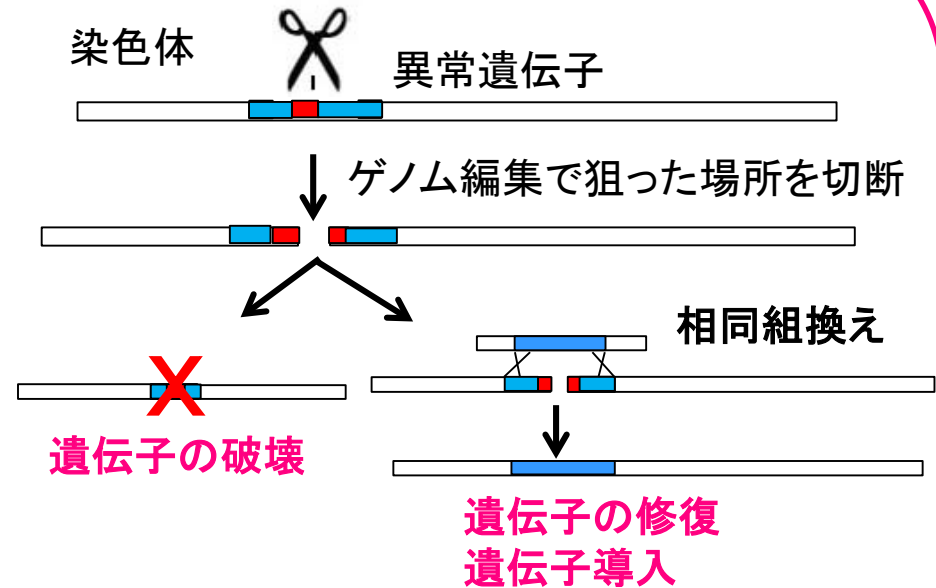 染色体
異常遺伝子
ゲノム編集で狙った場所を切断
相同組換え
遺伝子の破壊
遺伝子の修復
遺伝子導入